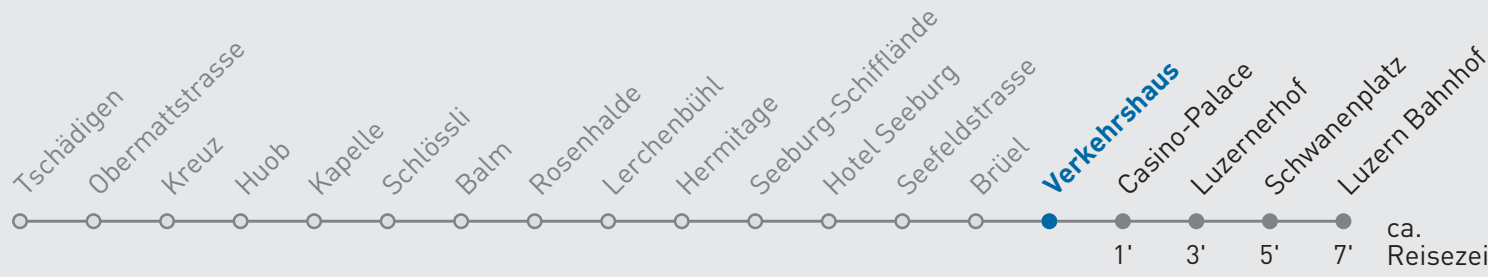 Tschädigen
Obermattstrasse
Kreuz
Huob
Kapelle
Schlössli
Balm
Rosenhalde
Lerchenbühl
Hermitage
Seeburg-Schifflände
Hotel Seeburg
Seefeldstrasse
Brüel
Verkehrshaus
Casino-Palace
Luzernerhof
Schwanenplatz
Luzern Bahnhof
1' 3' 5' 7'
ca.
Reisezei